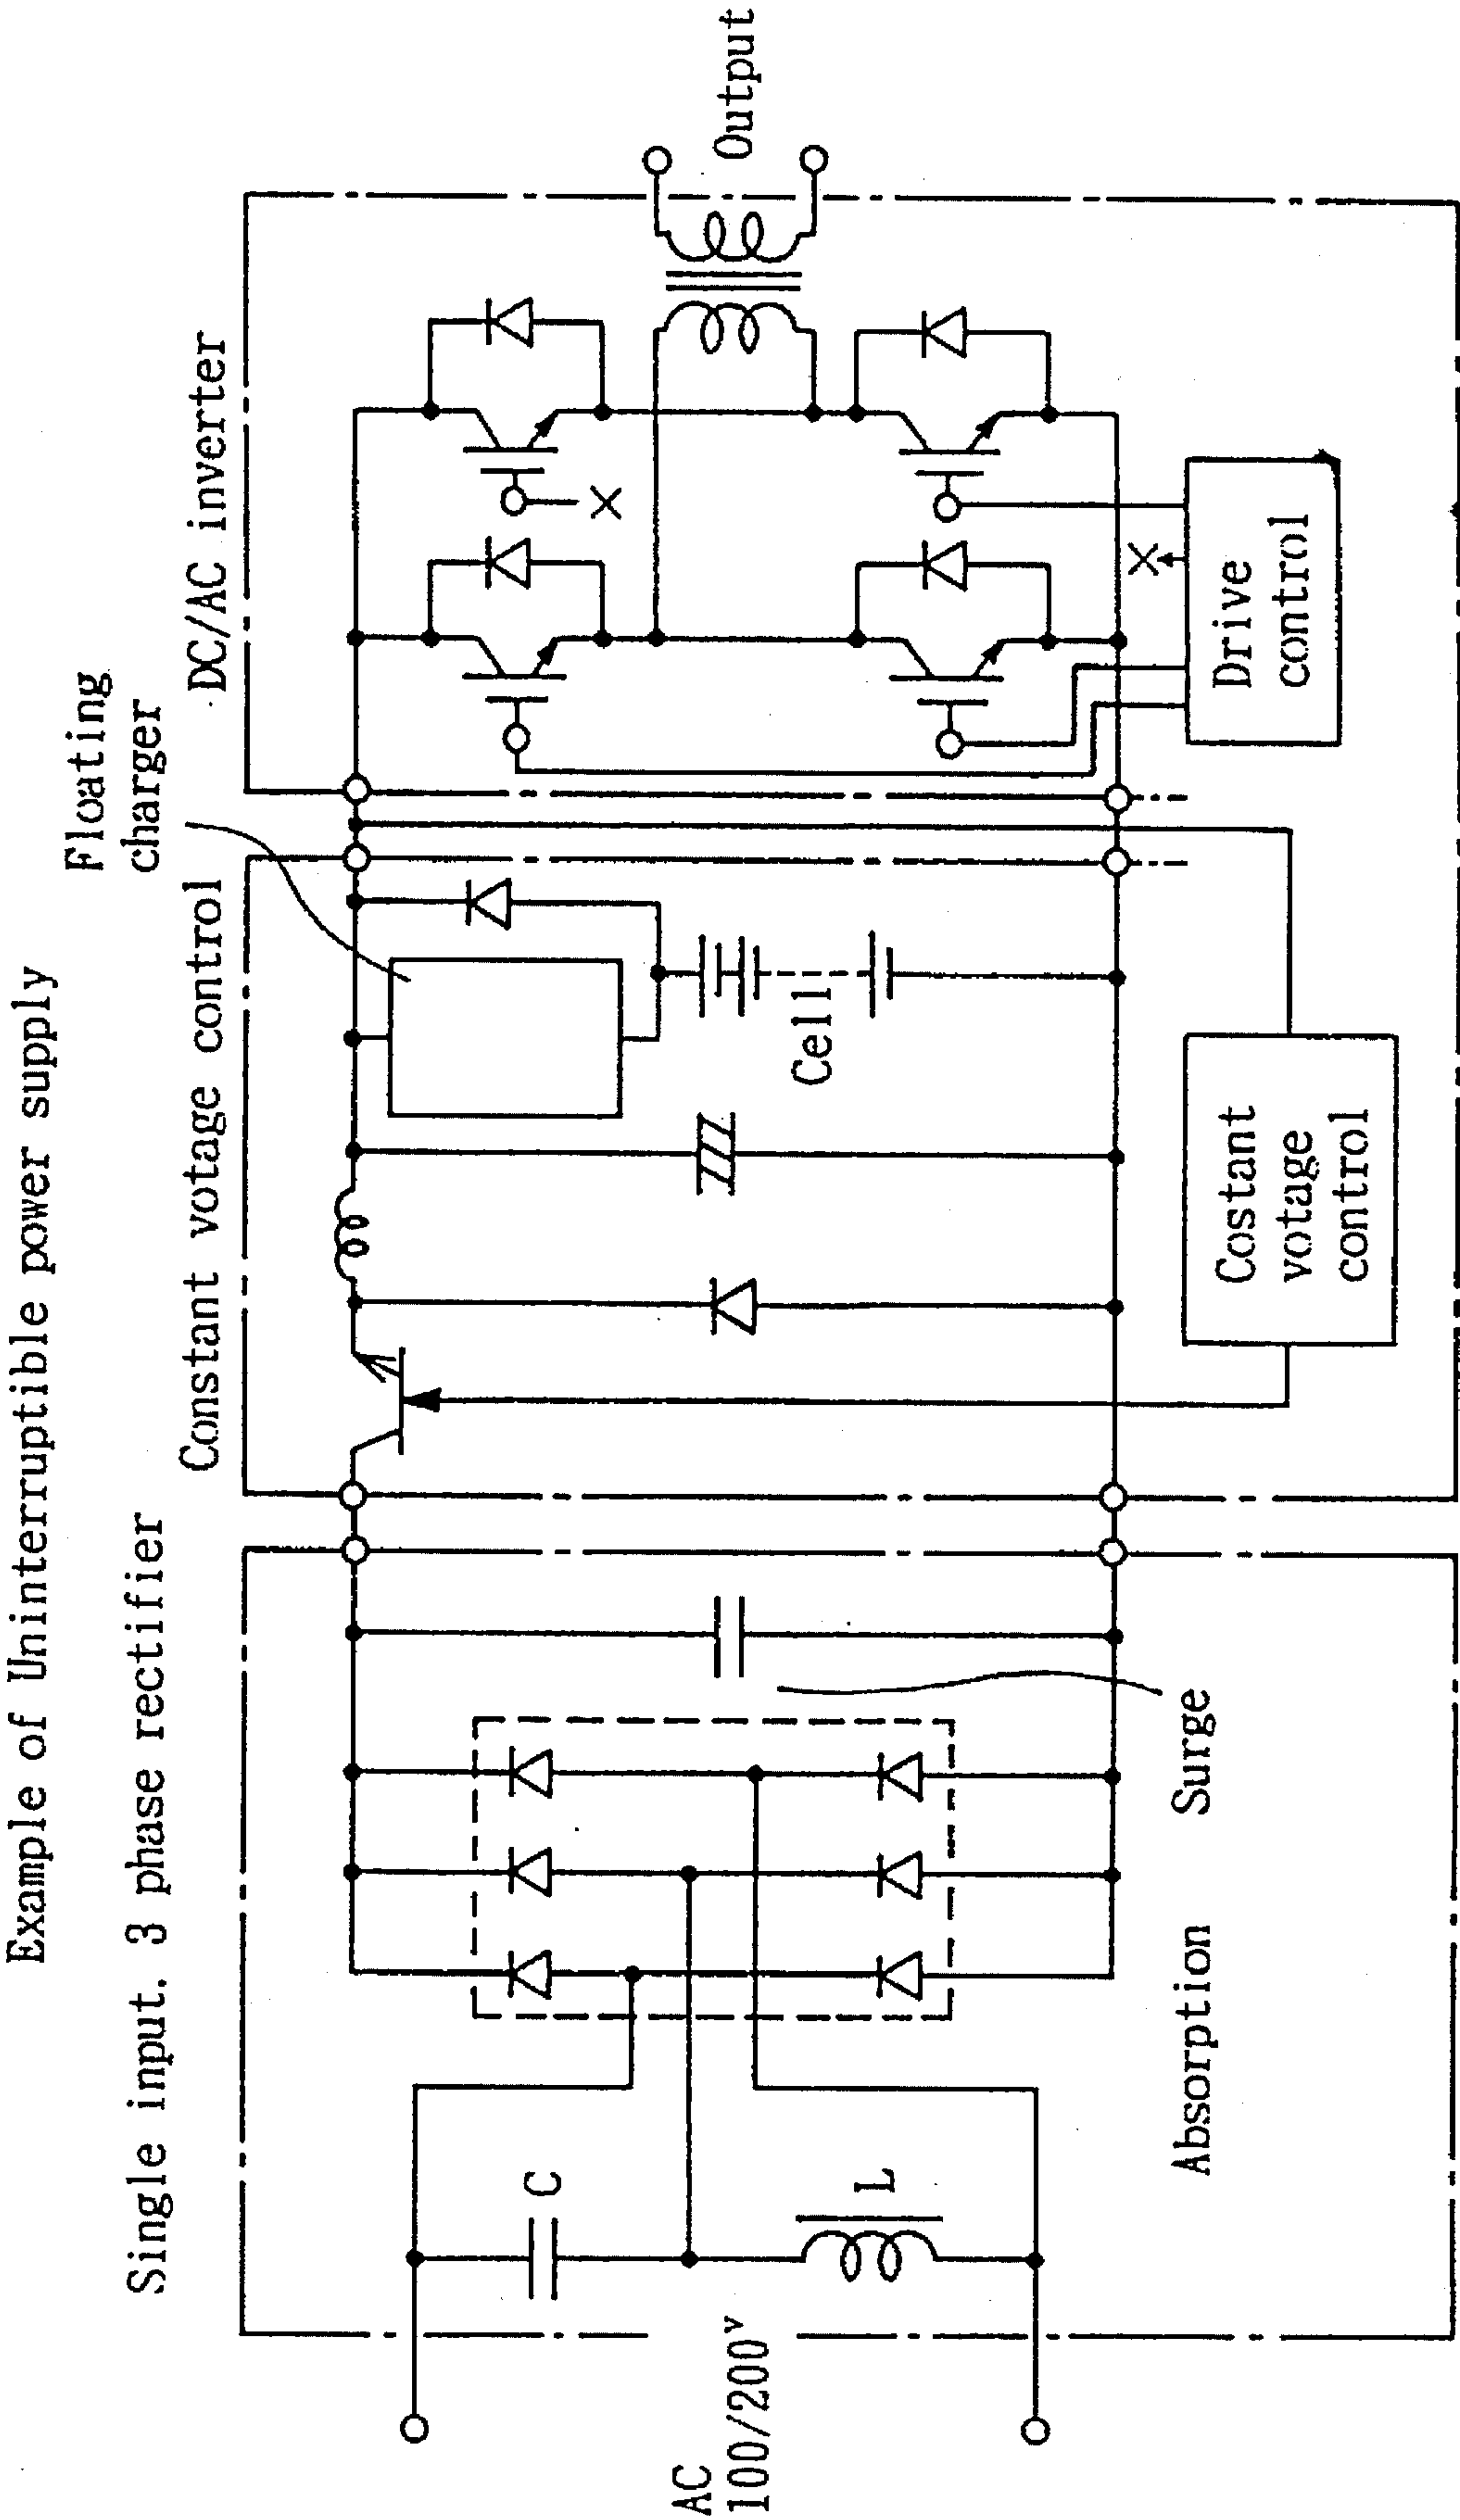 Example of Uninterruptible power supply
Single input. 3 phase rectifier
Constant votage control
Floating
charger
DC/AC inverter
AC
100/200v
C
L
Absorption
Surge
Cell
Costant
votage
control
Drive
control
X
X
Output